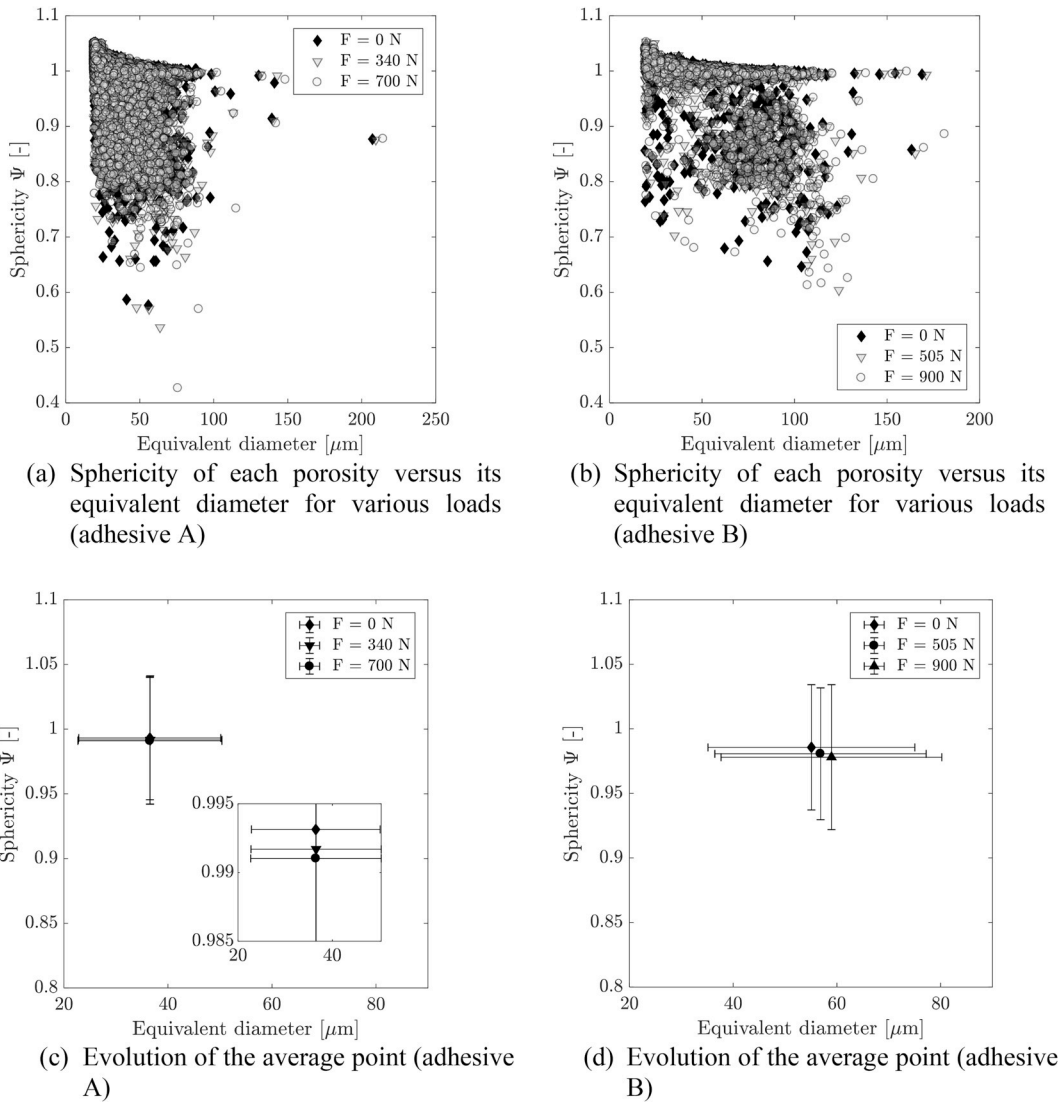 1.1
1
0.9
0.8
0.7
0.6
0.5
0.4
Sphericity Ψ [-]
0 50 100 150 200 250
Equivalent diameter [μm]
F = 0 N
F = 340 N
F = 700 N
(a) Sphericity of each porosity versus its
equivalent diameter for various loads
(adhesive A)
1.1
1
0.9
0.8
0.7
0.6
0.5
0.4
Sphericity Ψ [-]
0 50 100 150 200
Equivalent diameter [μm]
F = 0 N
F = 505 N
F = 900 N
(b) Sphericity of each porosity versus its
equivalent diameter for various loads
(adhesive B)
1.1
1.05
1
0.95
0.9
0.85
0.8
Sphericity Ψ [-]
20 40 60 80
Equivalent diameter [μm]
F = 0 N
F = 340 N
F = 700 N
0.995
0.99
0.985
20 40
(c) Evolution of the average point (adhesive
A)
1.1
1.05
1
0.95
0.9
0.85
0.8
Sphericity Ψ [-]
20 40 60 80
Equivalent diameter [μm]
F = 0 N
F = 505 N
F = 900 N
(d) Evolution of the average point (adhesive
B)